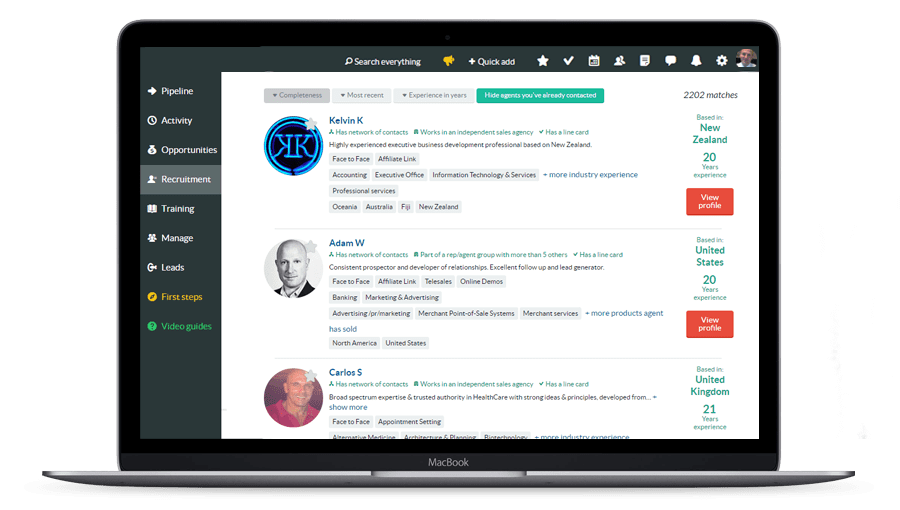 Search everything
Quick add
Pipeline
Activity
Opportunities
Recruitment
Training
Manage
Leads
First steps
Video guides
Completeness
Most recent
Experience in years
Hide agents you've already contacted
2202 matches
KK
Kelvin K
Has network of contacts Works in an independent sales agency Has a line card
Highly experienced executive business development professional based on New Zealand.
Face to Face Affiliate Link
Accounting Executive Office Information Technology & Services + more industry experience
Professional services
Oceania Australia Fiji New Zealand
Based in:
New
Zealand
20
Years
experience
View
profile
Adam W
Has network of contacts Part of a rep/agent group with more than 5 others Has a line card
Consistent prospector and developer of relationships. Excellent follow up and lead generator.
Face to Face Affiliate Link Telesales Online Demos
Banking Marketing & Advertising
Advertising/pr/marketing Merchant Point-of-Sale Systems Merchant services + more products agent
has sold
North America United States
Based in:
United
States
20
Years
experience
View
profile
Carlos S
Has network of contacts Works in an independent sales agency Has a line card
Broad spectrum expertise & trusted authority in HealthCare with strong ideas & principles, developed from... +
show more
Face to Face Appointment Setting
Alternative Medicine Architecture & Planning Biotechnology + more industry experience
Based in:
United
Kingdom
21
Years
experience
MacBook